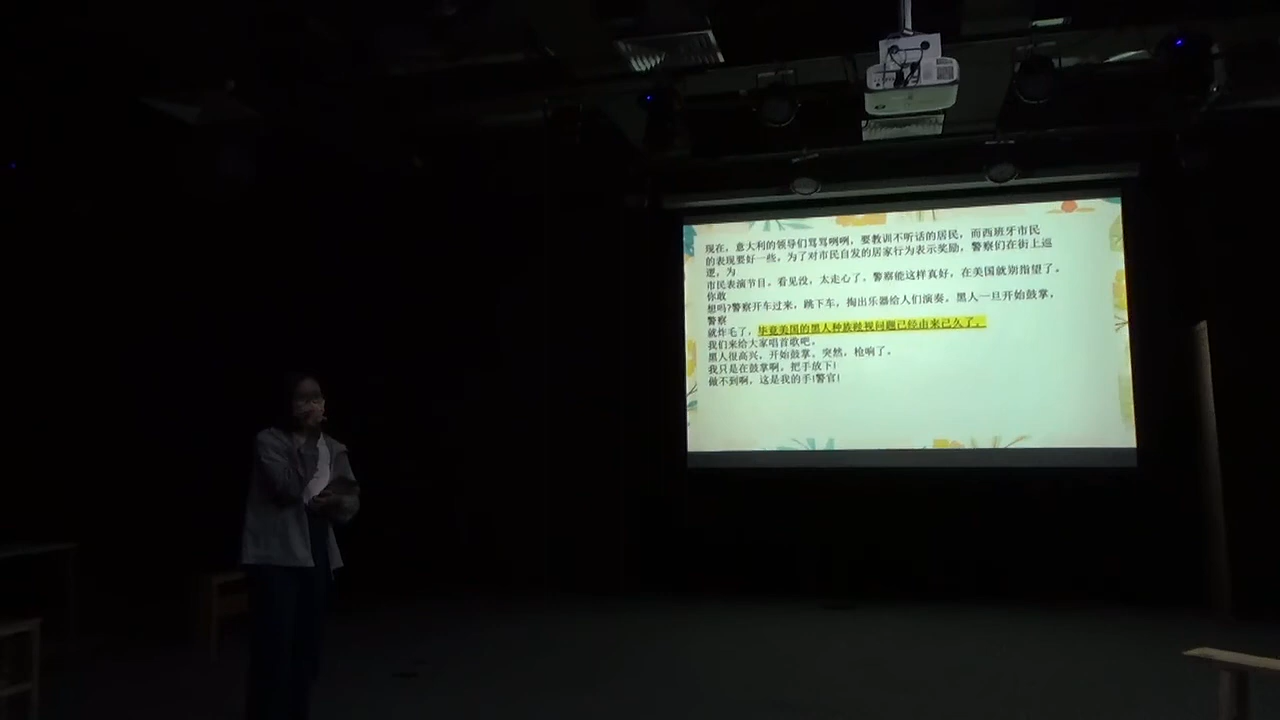 现在，意大利的领导们骂骂咧咧，要教训不听话的居民，而西班牙市民
的表现要好一些，为了对市民自发的居家行为表示奖励，警察们在街上巡
逻，为
市民表演节目。看见没，太走心了，警察能这样真好，在美国就别指望了。
你敢
想吗?警察开车过来，跳下车，掏出乐器给人们演奏，黑人一旦开始鼓掌，
警察
就炸毛了，毕竟美国的黑人种族歧视问题已经由来已久了。
我们来给大家唱首歌吧。
黑人很高兴，开始鼓掌，突然，枪响了。
我只是在鼓掌啊，把手放下!
做不到啊，这是我的手!警官!